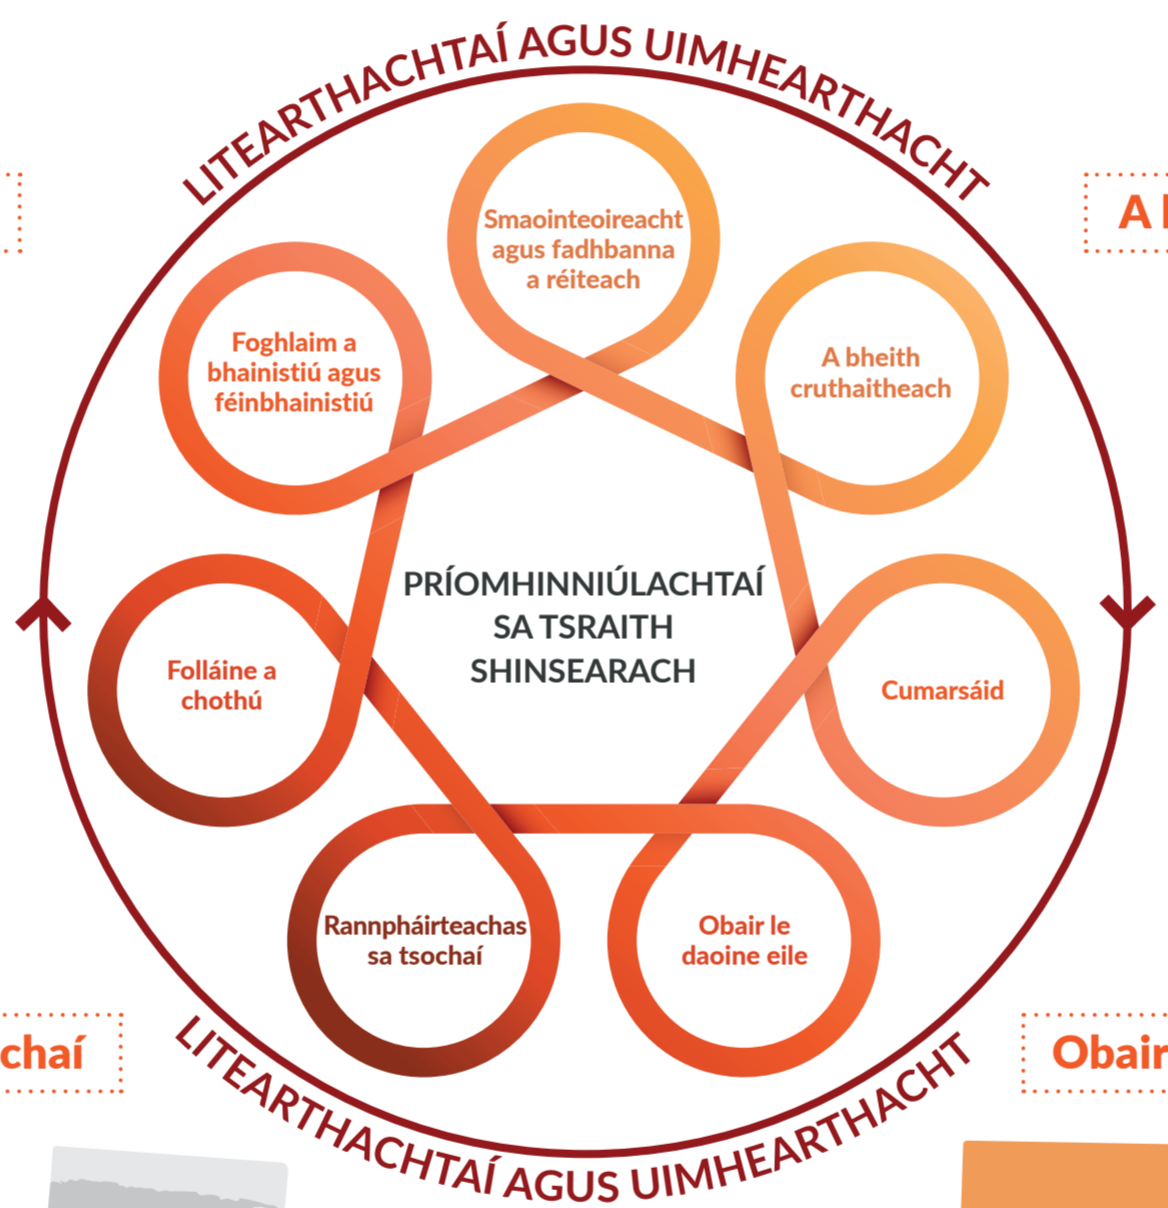 LITEARTHACHTAÍ AGUS UIMHEARTHACHT
Smaointeoireacht
agus fadhbanna
a réiteach
A bheith
cruthaitheach
Foghlaim a
bhainistiú agus
féinbhainistiú
PRÍOMHINNIÚLACHTAÍ
SA TSRAITH
SHINSEARACH
Folláine a
chothú
Cumarsáid
Rannpháirteachas
sa tsochaí
Obair le
daoine eile
chaí
Obair
LITEARTHACHTAÍ AGUS UIMHEARTHACHT